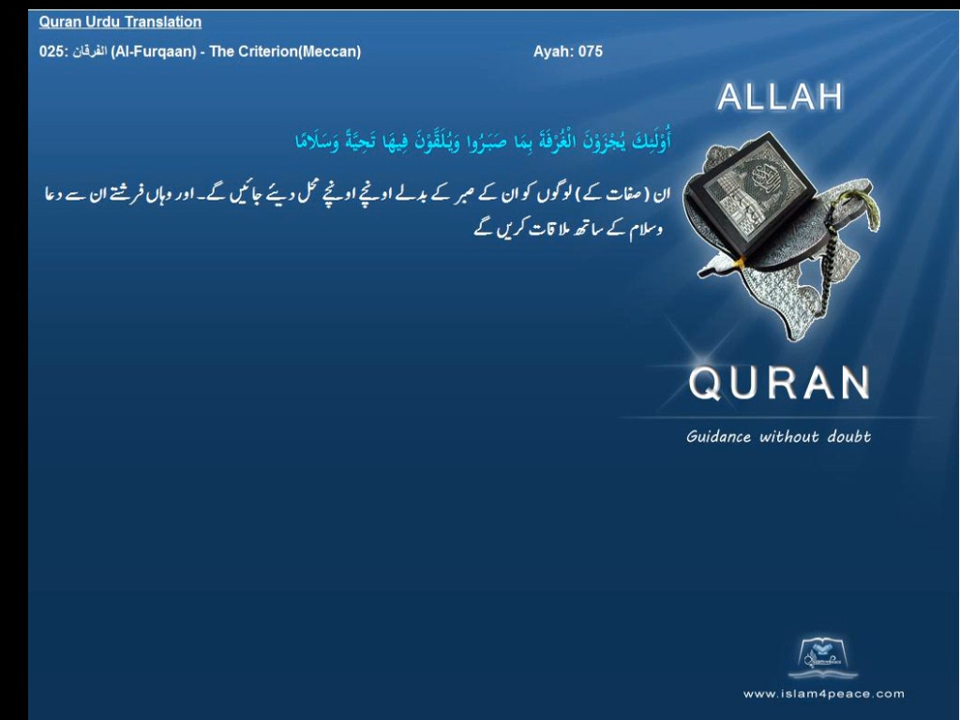 Quran Urdu Translation
025: الفرقان (Al-Furqaan) - The Criterion(Meccan) Ayah: 075
ALLAH
أُوْلَئِكَ يُجْزَوْنَ الْغُرْفَةَ بِمَا صَبَرُوا وَيُلَقَّوْنَ فِيهَا تَحِيَّةً وَسَلَامًا
ان (صفات کے) لوگوں کو ان کے صبر کے بدلے اونچے اونچے محل دیئے جائیں گے۔ اور وہاں فرشتے ان سے دعا
وسلام کے ساتھ ملاقات کریں گے
QURAN
Guidance without doubt
www.islam4peace.com